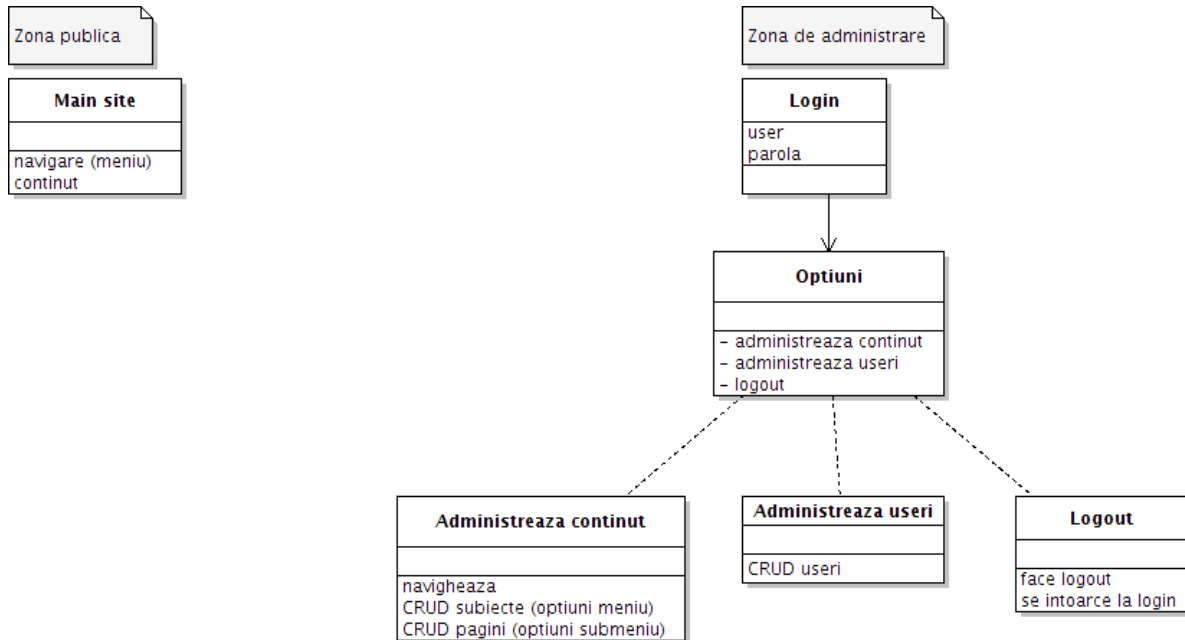 Zona publica
Main site
navigare (meniu)
continut
Zona de administrare
Login
user
parola
Optiuni
- administreaza continut
- administreaza useri
- logout
Administreaza continut
navigheaza
CRUD subiecte (optiuni meniu)
CRUD pagini (optiuni submeniu)
Administreaza useri
CRUD useri
Logout
face logout
se intoarce la login